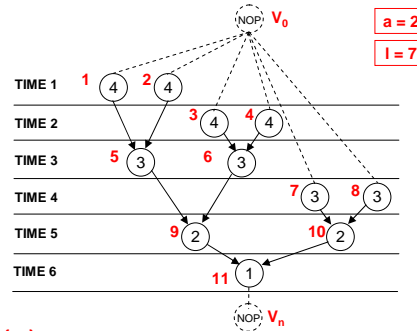 NOP V0
a = 2
l = 7
1 4 2 4
TIME 1
TIME 2
3 4 4 4
TIME 3
5 3 6 3
TIME 4
7 3 8 3
TIME 5
9 2 10 2
TIME 6
11 1
NOP Vn